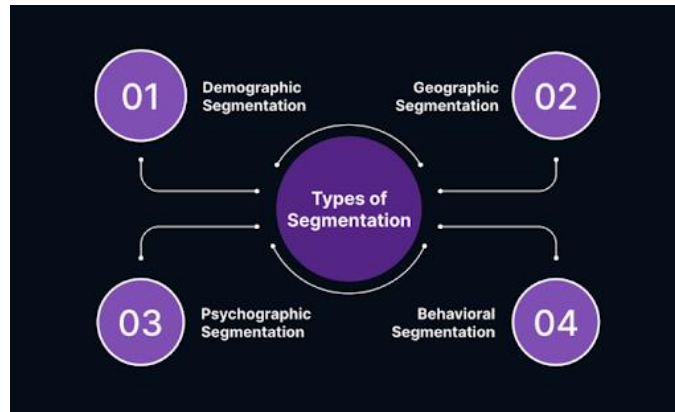 01
Demographic
Segmentation
Geographic
Segmentation
02
Types of
Segmentation
03
Psychographic
Segmentation
Behavioral
Segmentation
04